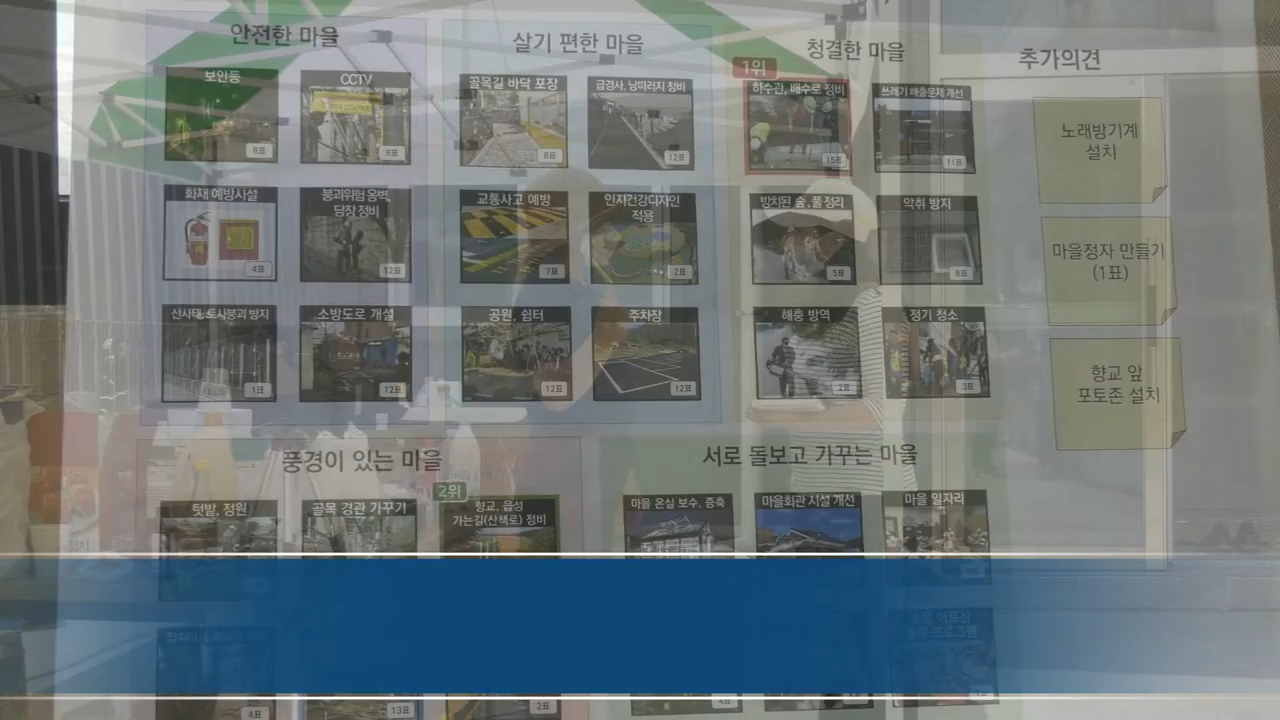 안전한 마을
보안등
8표
CCTV
8표
화재 예방시설
4표
붕괴위험 옹벽,
담장 정비
12표
산사태, 토사붕괴 방지
1표
소방도로 개설
12표
살기 편한 마을
골목길 바닥 포장
8표
급경사, 낭떠러지 정비
12표
교통사고 예방
7표
인지건강디자인
적용
2표
공원, 쉼터
12표
주차장
12표
청결한 마을
1위
하수관, 배수로 정비
15표
쓰레기 배출문제 개선
11표
방치된 숲, 풀 정리
5표
악취 방지
8표
해충 방역
2표
정기 청소
3표
추가의견
노래방기계
설치
마을정자 만들기
(1표)
향교 앞
포토존 설치
풍경이 있는 마을
텃밭, 정원
골목 경관 가꾸기
2위
향교, 읍성
가는길(산책로) 정비
4표
13표
2표
서로 돌보고 가꾸는 마을
마을 온실 보수, 증축
마을회관 시설 개선
마을 일자리
4표